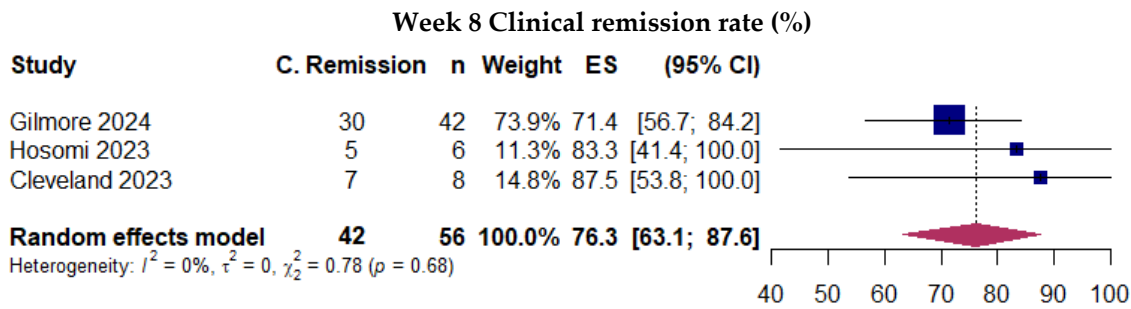 Week 8 Clinical remission rate (%)
Study C. Remission n Weight ES (95% CI)
Gilmore 2024 30 42 73.9% 71.4 [56.7; 84.2]
Hosomi 2023 5 6 11.3% 83.3 [41.4; 100.0]
Cleveland 2023 7 8 14.8% 87.5 [53.8; 100.0]
Random effects model 42 56 100.0% 76.3 [63.1; 87.6]
Heterogeneity: I² = 0%, τ² = 0, χ²₂ = 0.78 (p = 0.68)
40 50 60 70 80 90 100